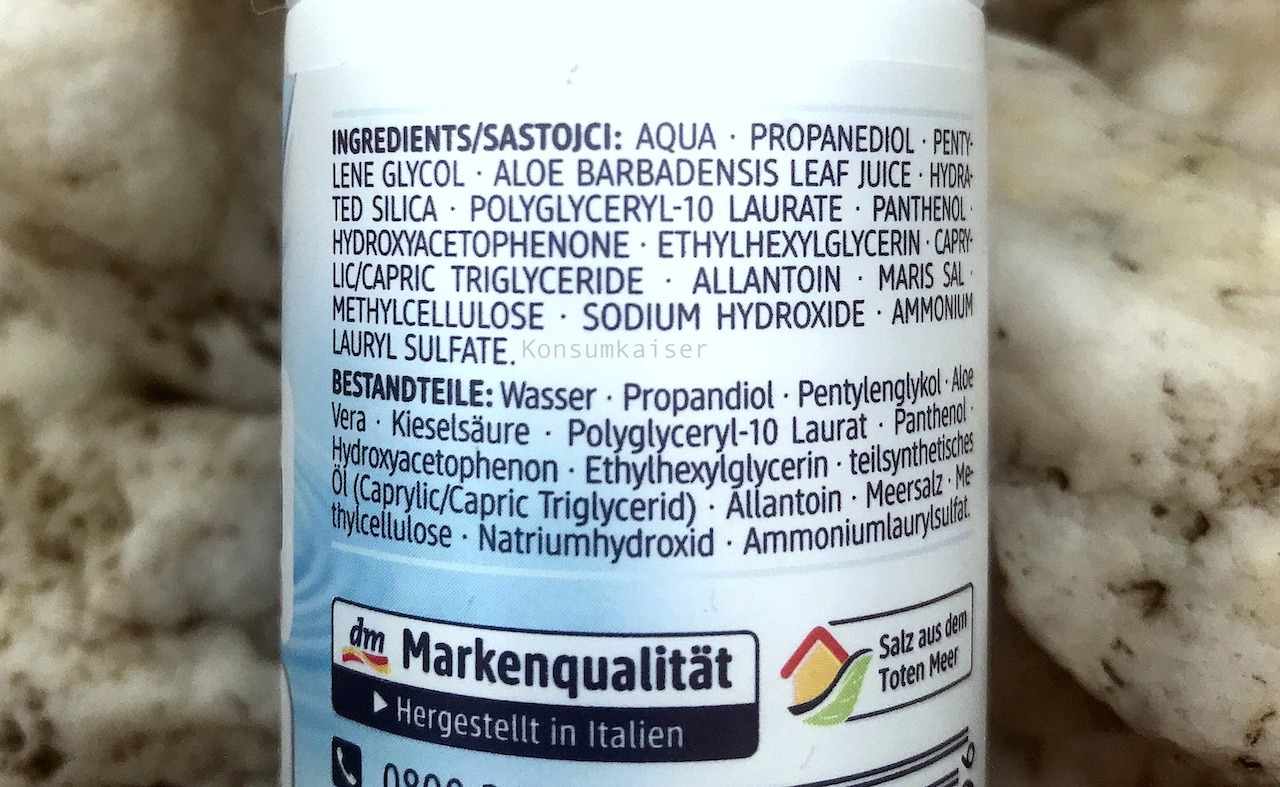 INGREDIENTS/SASTOJCI: AQUA · PROPANEDIOL · PENTY-
LENE GLYCOL · ALOE BARBADENSIS LEAF JUICE · HYDRA-
TED SILICA · POLYGLYCERYL-10 LAURATE · PANTHENOL ·
HYDROXYACETOPHENONE · ETHYLHEXYLGLYCERIN · CAPRY-
LIC/CAPRIC TRIGLYCERIDE · ALLANTOIN · MARIS SAL ·
METHYLCELLULOSE · SODIUM HYDROXIDE · AMMONIUM
LAURYL SULFATE.
Konsumkaiser
BESTANDTEILE: Wasser · Propandiol · Pentylenglykol · Aloe
Vera · Kieselsäure · Polyglyceryl-10 Laurat · Panthenol ·
Hydroxyacetophenon · Ethylhexylglycerin · teilsynthetisches
Öl (Caprylic/Capric Triglycerid) · Allantoin · Meersalz · Me-
thylcellulose · Natriumhydroxid · Ammoniumlaurylsulfat.
dm Markenqualität
Hergestellt in Italien
Salz aus dem
Toten Meer